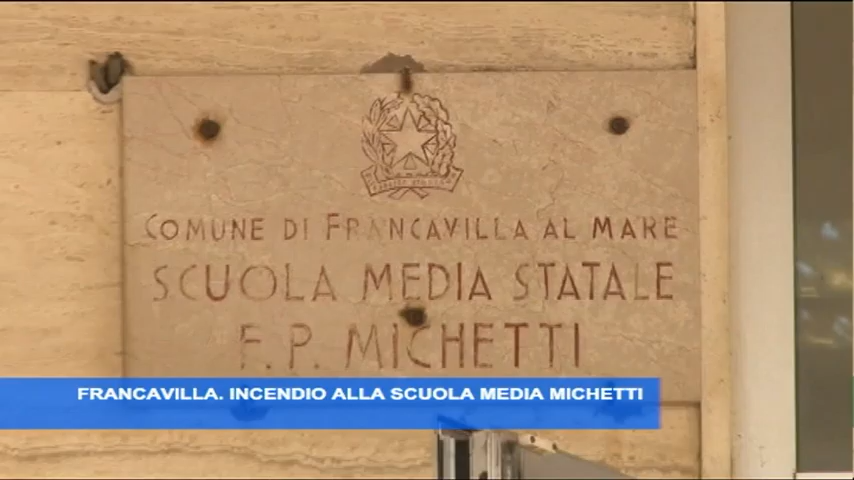 COMUNE DI FRANCAVILLA AL MARE
SCUOLA MEDIA STATALE
F. P. MICHETTI
FRANCAVILLA. INCENDIO ALLA SCUOLA MEDIA MICHETTI